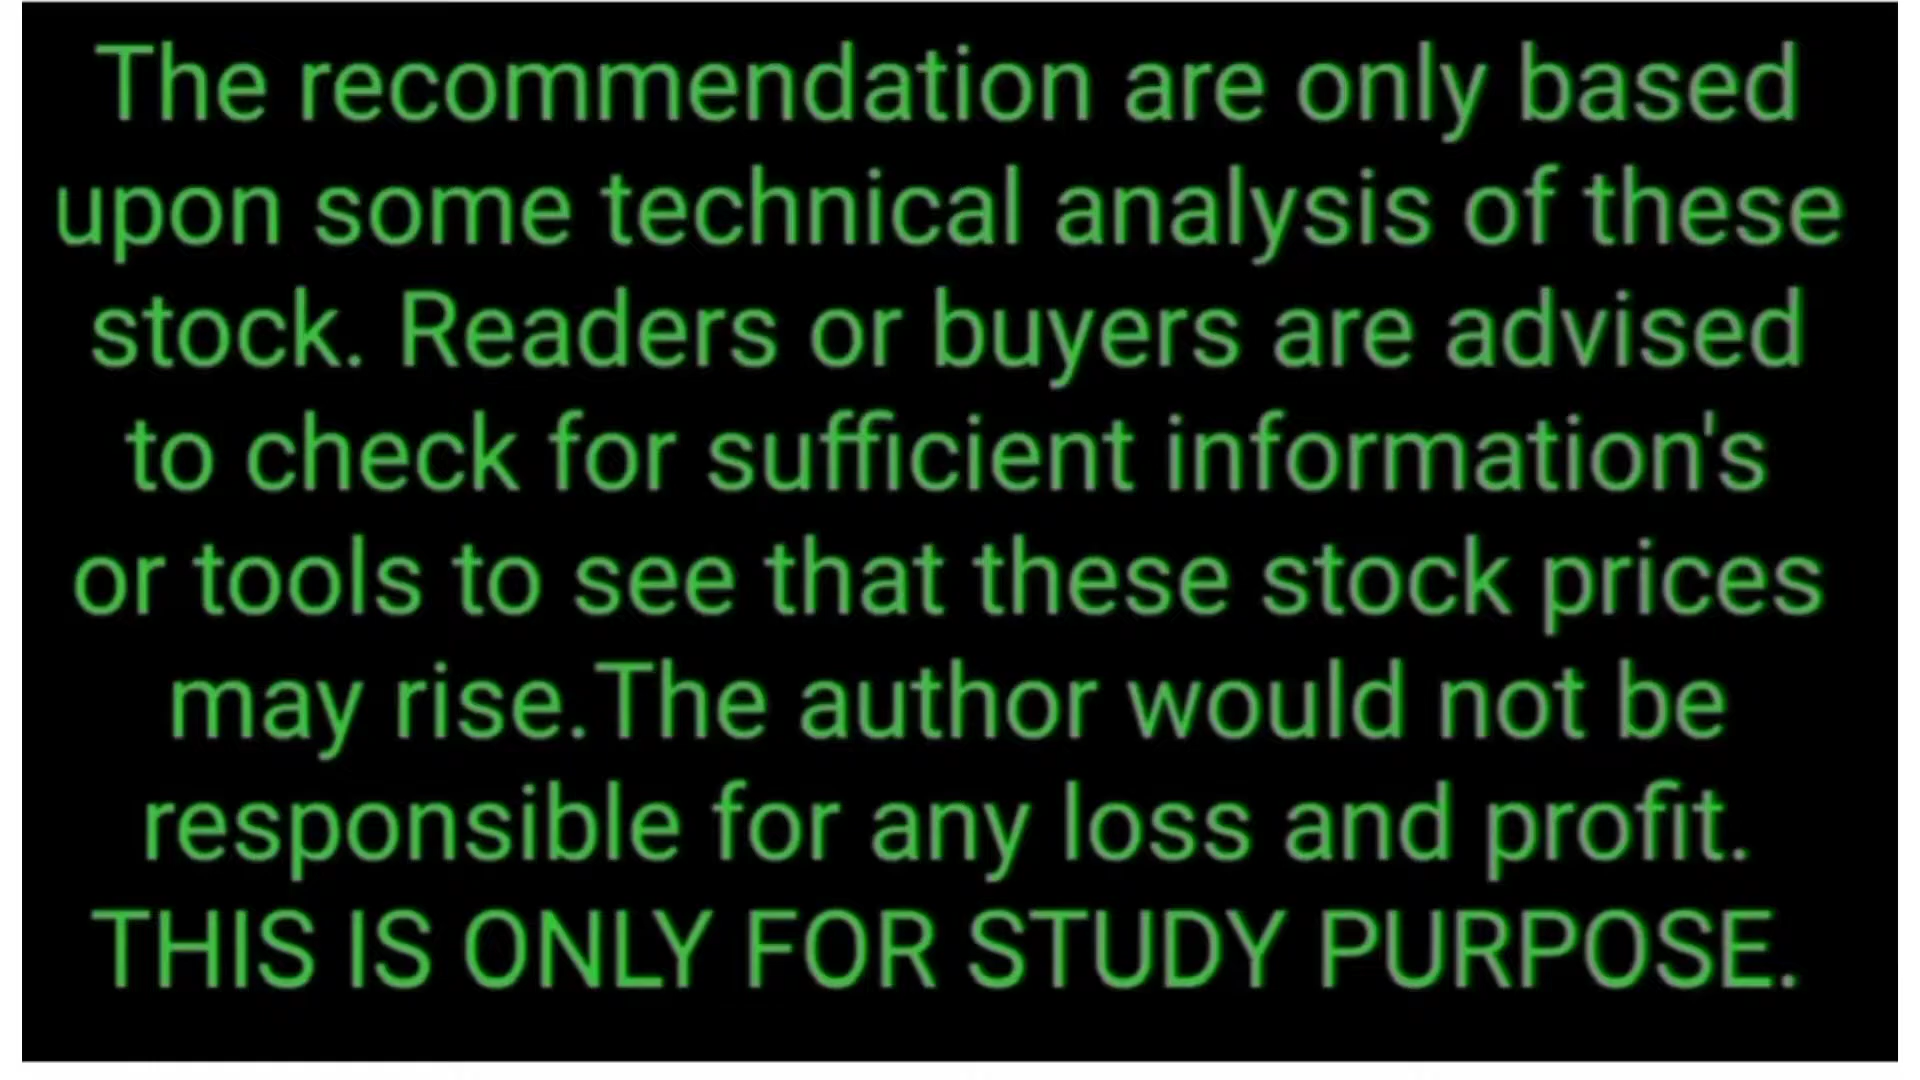 The recommendation are only based
upon some technical analysis of these
stock. Readers or buyers are advised
to check for sufficient information's
or tools to see that these stock prices
may rise.The author would not be
responsible for any loss and profit.
THIS IS ONLY FOR STUDY PURPOSE.